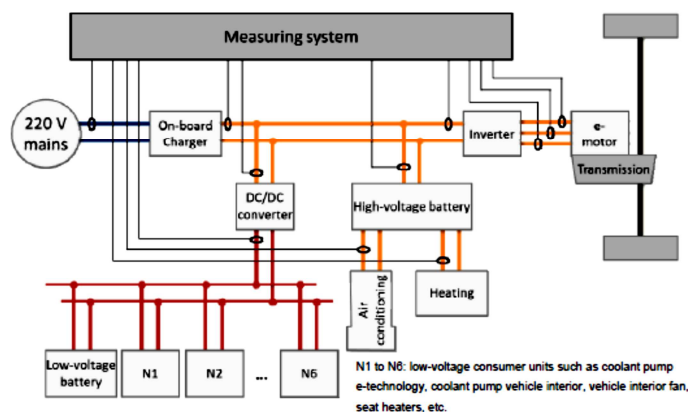 Measuring system
220 V
mains
On-board
Charger
Inverter
e-
motor
Transmission
DC/DC
converter
High-voltage battery
Air
conditioning
Heating
Low-voltage
battery
N1
N2
...
N6
N1 to N6: low-voltage consumer units such as coolant pump
e-technology, coolant pump vehicle interior, vehicle interior fan,
seat heaters, etc.